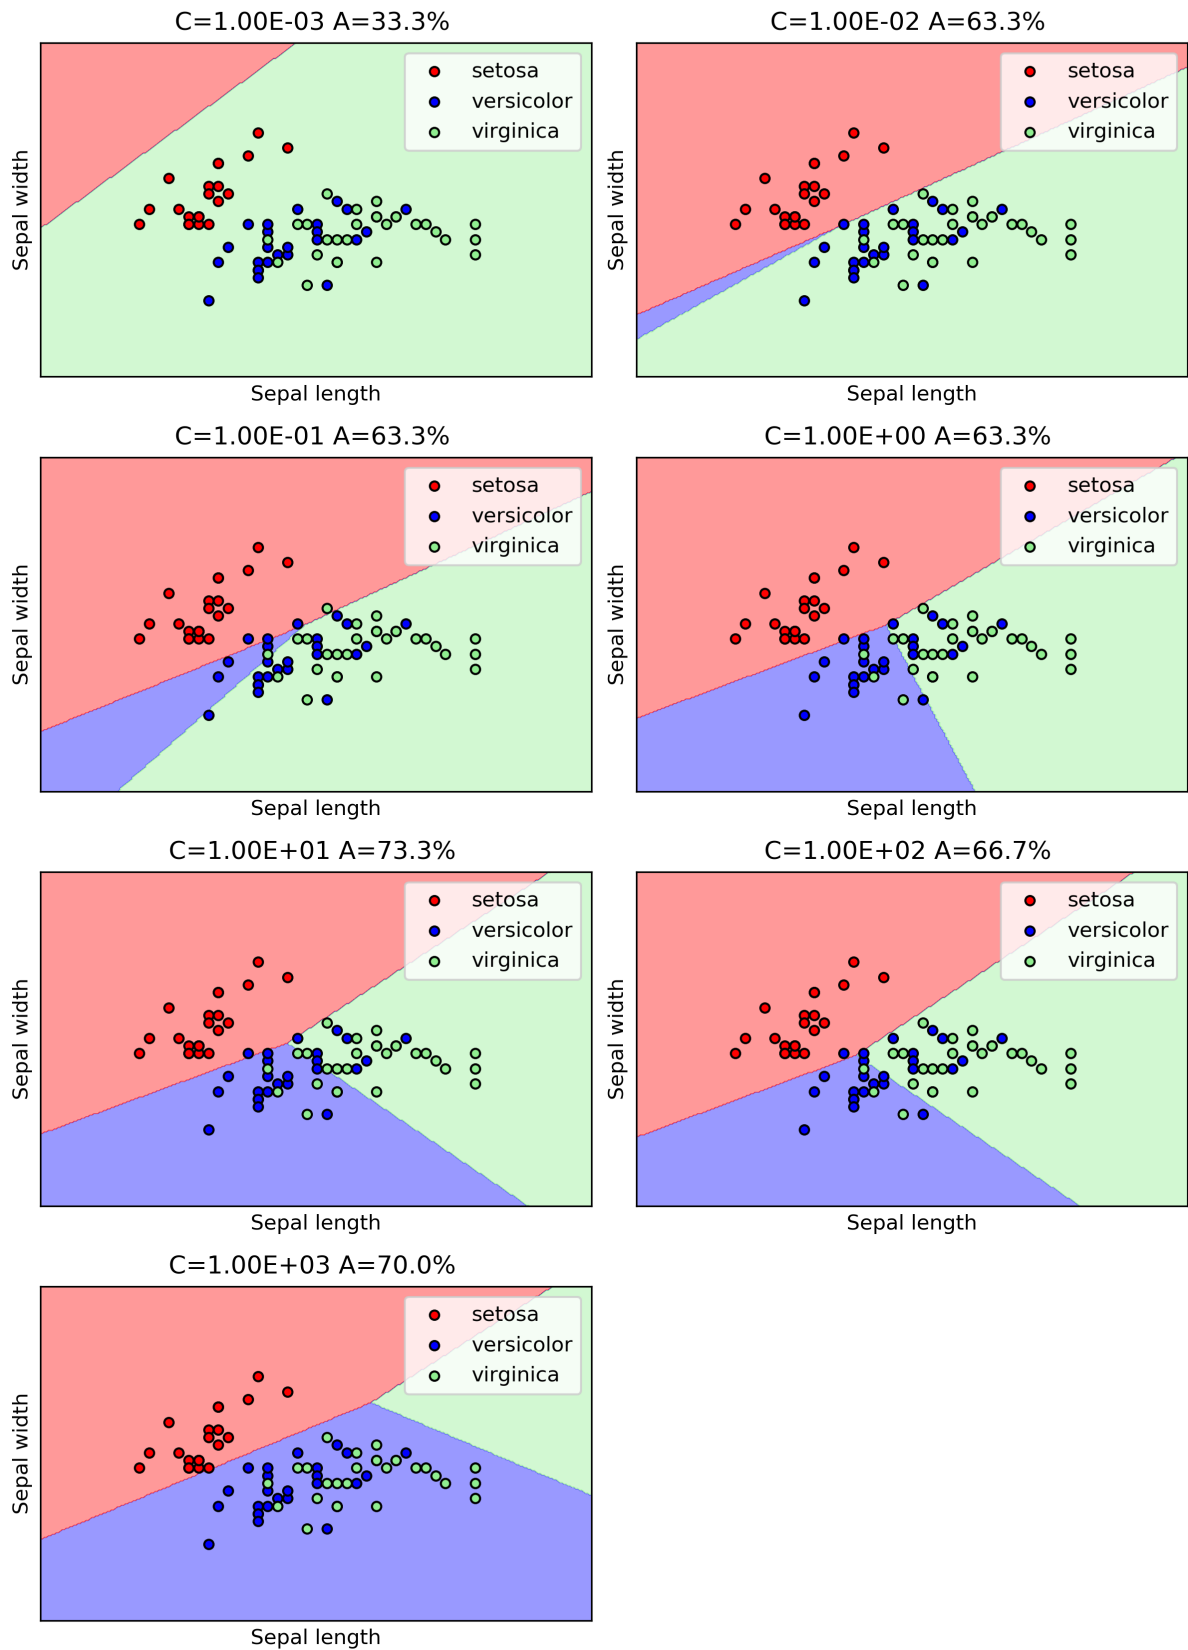 C=1.00E-03 A=33.3%
setosa
versicolor
virginica
Sepal width
Sepal length
C=1.00E-02 A=63.3%
setosa
versicolor
virginica
Sepal width
Sepal length
C=1.00E-01 A=63.3%
setosa
versicolor
virginica
Sepal width
Sepal length
C=1.00E+00 A=63.3%
setosa
versicolor
virginica
Sepal width
Sepal length
C=1.00E+01 A=73.3%
setosa
versicolor
virginica
Sepal width
Sepal length
C=1.00E+02 A=66.7%
setosa
versicolor
virginica
Sepal width
Sepal length
C=1.00E+03 A=70.0%
setosa
versicolor
virginica
Sepal width
Sepal length